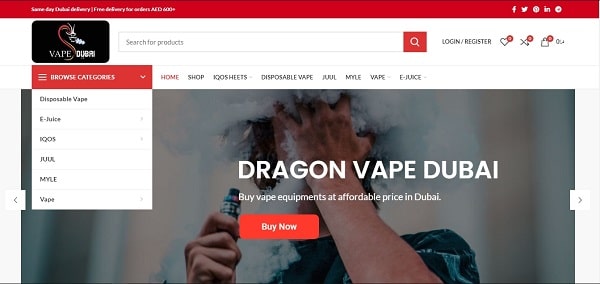 Same day Dubai delivery | Free delivery for orders AED 600+
VAPE DUBAI
Search for products
LOGIN / REGISTER
0
0
0
BROWSE CATEGORIES
HOME SHOP IQOS HEETS DISPOSABLE VAPE JUUL MYLE VAPE E-JUICE
Disposable Vape
E-Juice
IQOS
JUUL
MYLE
Vape
DRAGON VAPE DUBAI
Buy vape equipments at affordable price in Dubai.
Buy Now